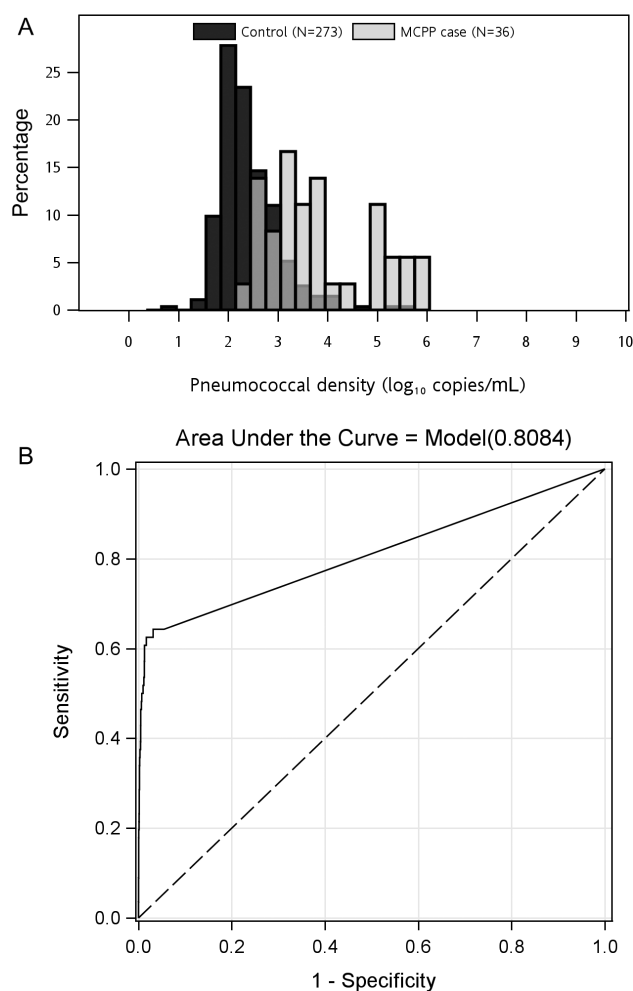 A
Control (N=273) MCPP case (N=36)
Percentage
25
20
15
10
5
0
0 1 2 3 4 5 6 7 8 9 10
Pneumococcal density (log₁₀ copies/mL)
B
Area Under the Curve = Model(0.8084)
Sensitivity
1.0
0.8
0.6
0.4
0.2
0.0
0.0 0.2 0.4 0.6 0.8 1.0
1 - Specificity